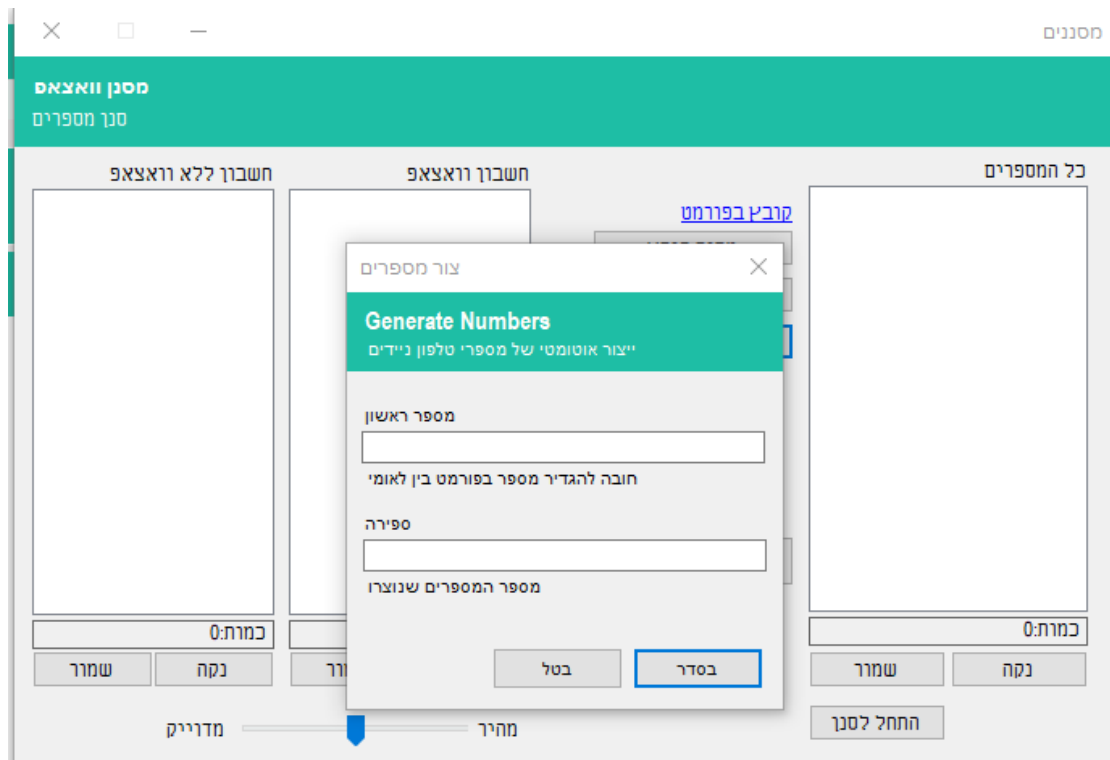 מסננים
מסנן וואצאפ
סנן מספרים
כל המספרים
חשבון וואצאפ
חשבון ללא וואצאפ
קובץ בפורמט
צור מספרים
Generate Numbers
ייצור אוטומטי של מספרי טלפון ניידים
מספר ראשון
חובה להגדיר מספר בפורמט בין לאומי
ספירה
מספר המספרים שנוצרו
בסדר
בטל
כמות:0
כמות:0
נקה
שמור
נקה
שמור
התחל לסנן
מהיר
מדוייק